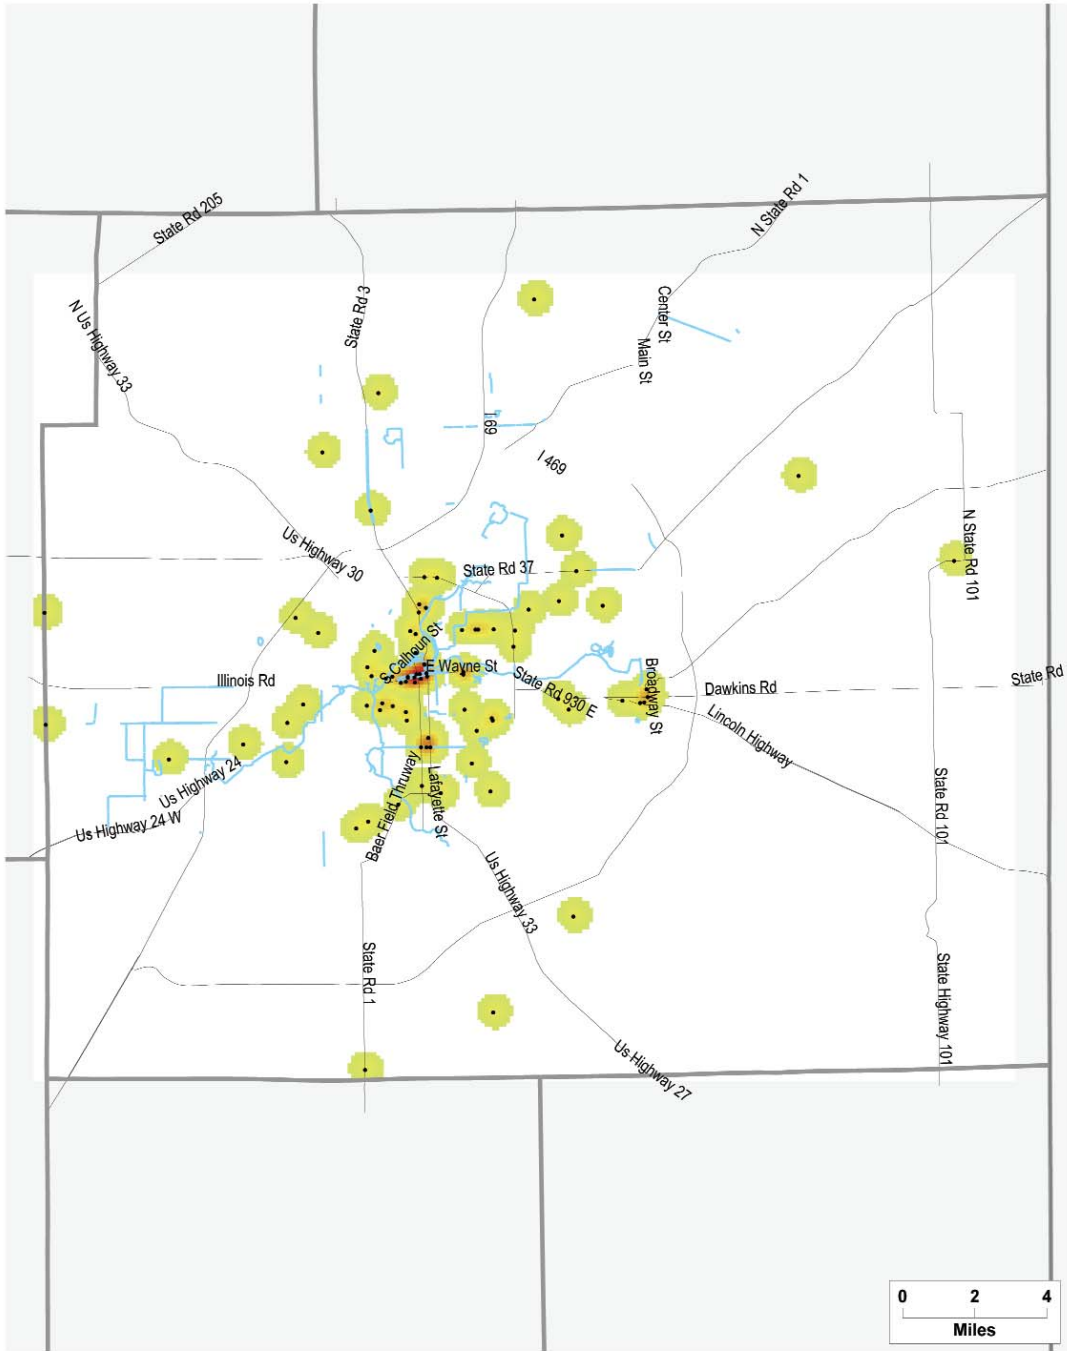 N State Rd 1
State Rd 205
Center St
State Rd 3
N Us Highway 33
Main St
I 69
I 469
N State Rd 101
Us Highway 30
State Rd 37
S Calhoun St
E Wayne St
Broadway St
State Rd
Illinois Rd
State Rd 930 E
Dawkins Rd
Lincoln Highway
Us Highway 24
Baer Field Thruway
Lafayette St
State Rd 101
Us Highway 24 W
Us Highway 33
State Rd 1
State Highway 101
Us Highway 27
0 2 4
Miles